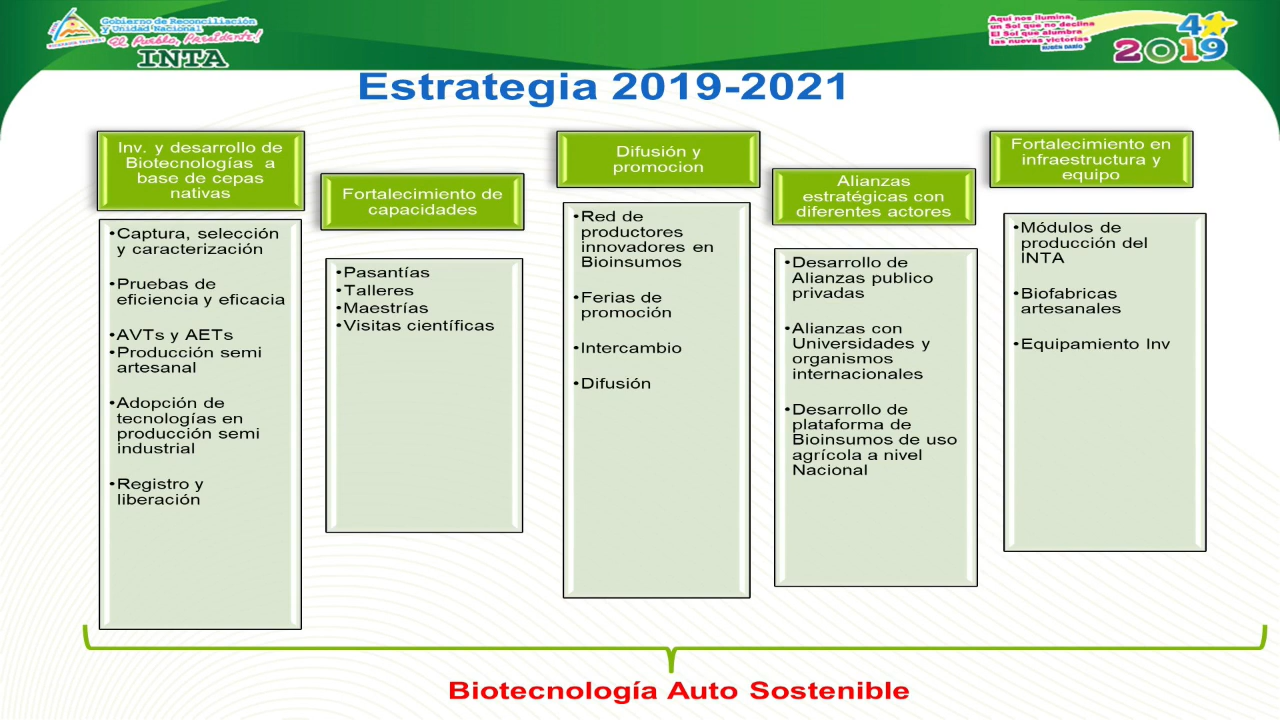 Gobierno de Reconciliación
y Unidad Nacional
El Pueblo, Presidente!
INTA
Aquí nos ilumina,
un Sol que no declina
El Sol que alumbra
las nuevas victorias
RUBÉN DARÍO
40
2019
Estrategia 2019-2021
Inv. y desarrollo de
Biotecnologías a
base de cepas
nativas
•Captura, selección
y caracterización
•Pruebas de
eficiencia y eficacia
•AVTs y AETs
•Producción semi
artesanal
•Adopción de
tecnologías en
producción semi
industrial
•Registro y
liberación
Fortalecimiento de
capacidades
•Pasantías
•Talleres
•Maestrías
•Visitas científicas
Difusión y
promocion
•Red de
productores
innovadores en
Bioinsumos
•Ferias de
promoción
•Intercambio
•Difusión
Alianzas
estratégicas con
diferentes actores
•Desarrollo de
Alianzas publico
privadas
•Alianzas con
Universidades y
organismos
internacionales
•Desarrollo de
plataforma de
Bioinsumos de uso
agrícola a nivel
Nacional
Fortalecimiento en
infraestructura y
equipo
•Módulos de
producción del
INTA
•Biofabricas
artesanales
•Equipamiento Inv
Biotecnología Auto Sostenible